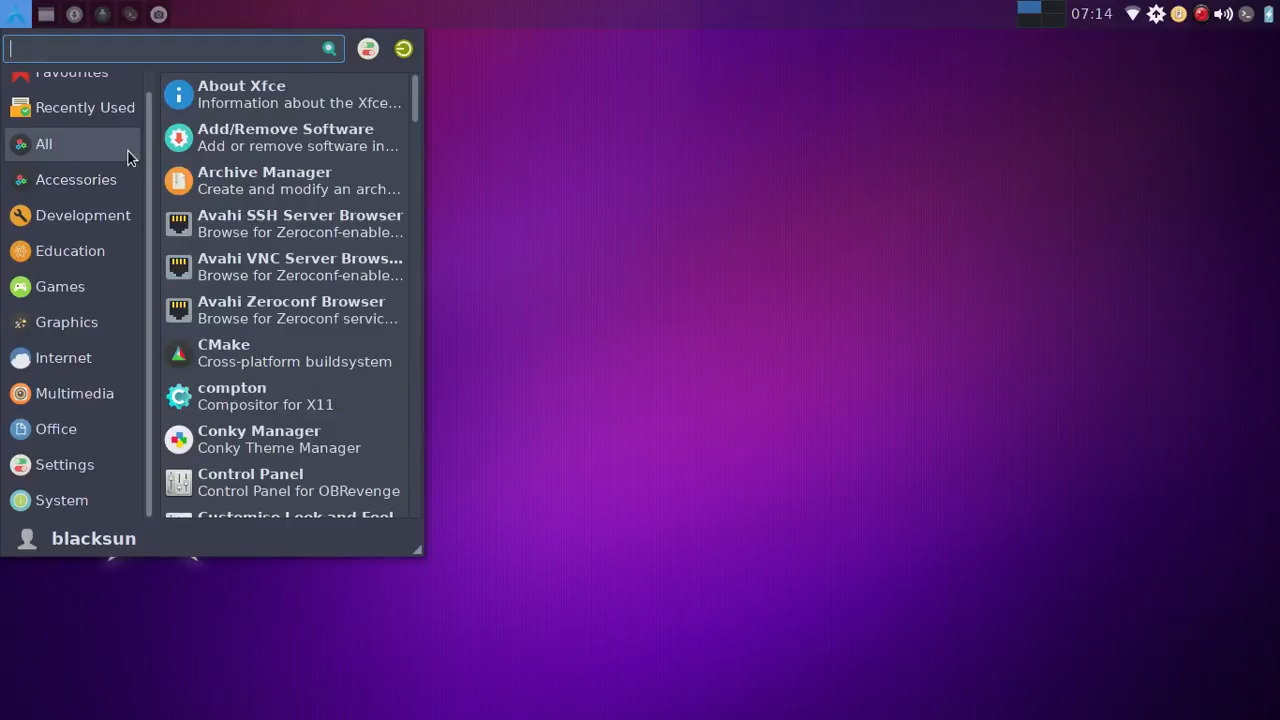 07:14
Favourites
Recently Used
All
Accessories
Development
Education
Games
Graphics
Internet
Multimedia
Office
Settings
System
About Xfce
Information about the Xfce...
Add/Remove Software
Add or remove software in...
Archive Manager
Create and modify an arch...
Avahi SSH Server Browser
Browse for Zeroconf-enable...
Avahi VNC Server Brows...
Browse for Zeroconf-enable...
Avahi Zeroconf Browser
Browse for Zeroconf servic...
CMake
Cross-platform buildsystem
compton
Compositor for X11
Conky Manager
Conky Theme Manager
Control Panel
Control Panel for OBRevenge
Customise Look and Feel
blacksun